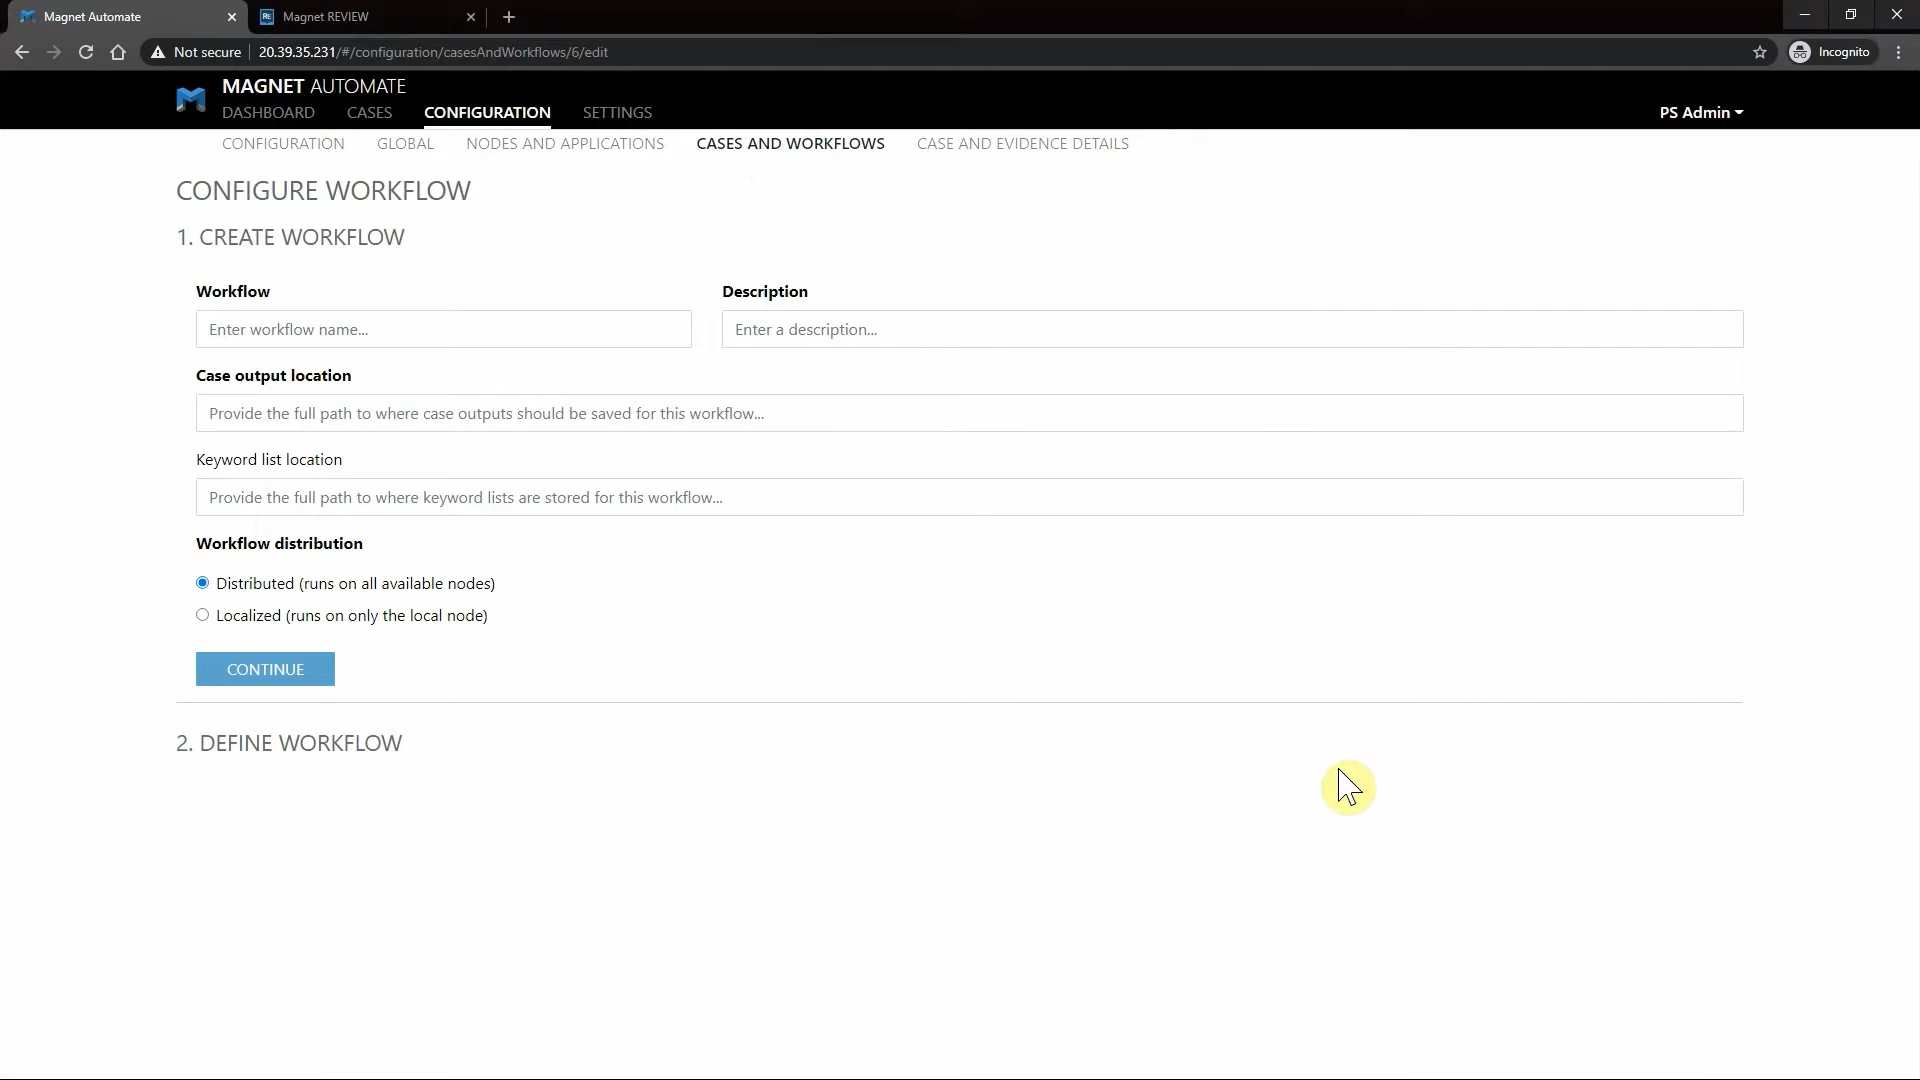 Magnet Automate
Magnet REVIEW
Not secure
20.39.35.231/#/configuration/casesAndWorkflows/6/edit
Incognito
MAGNET AUTOMATE
DASHBOARD CASES CONFIGURATION SETTINGS
PS Admin
CONFIGURATION GLOBAL NODES AND APPLICATIONS CASES AND WORKFLOWS CASE AND EVIDENCE DETAILS
CONFIGURE WORKFLOW
1. CREATE WORKFLOW
Workflow Description
Enter workflow name... Enter a description...
Case output location
Provide the full path to where case outputs should be saved for this workflow...
Keyword list location
Provide the full path to where keyword lists are stored for this workflow...
Workflow distribution
Distributed (runs on all available nodes)
Localized (runs on only the local node)
CONTINUE
2. DEFINE WORKFLOW